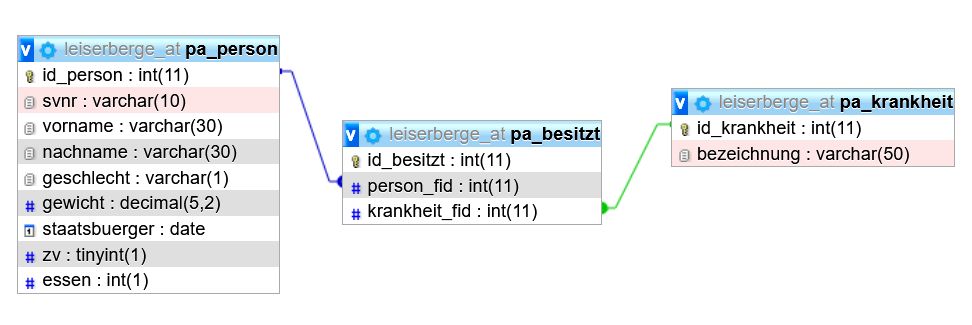 v leiserberge_at pa_person
id_person : int(11)
svnr : varchar(10)
vorname : varchar(30)
nachname : varchar(30)
geschlecht : varchar(1)
# gewicht : decimal(5,2)
staatsbuerger : date
# zv : tinyint(1)
# essen : int(1)
v leiserberge_at pa_besitzt
id_besitzt : int(11)
# person_fid : int(11)
# krankheit_fid : int(11)
v leiserberge_at pa_krankheit
id_krankheit : int(11)
bezeichnung : varchar(50)